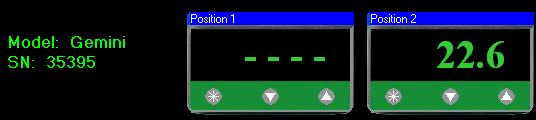 Model: Gemini
SN: 35395
Position 1
- - - -
Position 2
22.6